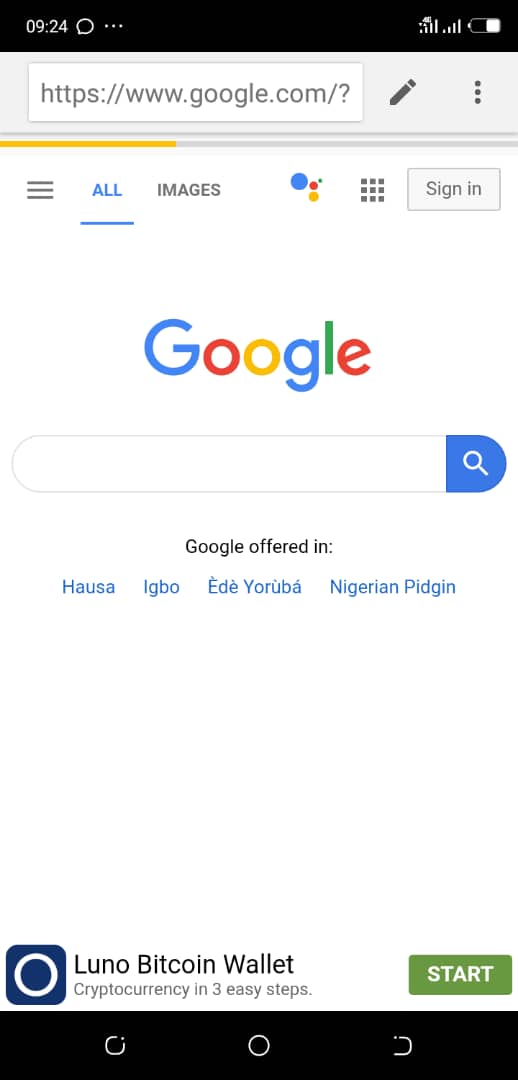 09:24
https://www.google.com/?
ALL IMAGES Sign in
Google
Google offered in:
Hausa Igbo Èdè Yorùbá Nigerian Pidgin
Luno Bitcoin Wallet
Cryptocurrency in 3 easy steps.
START